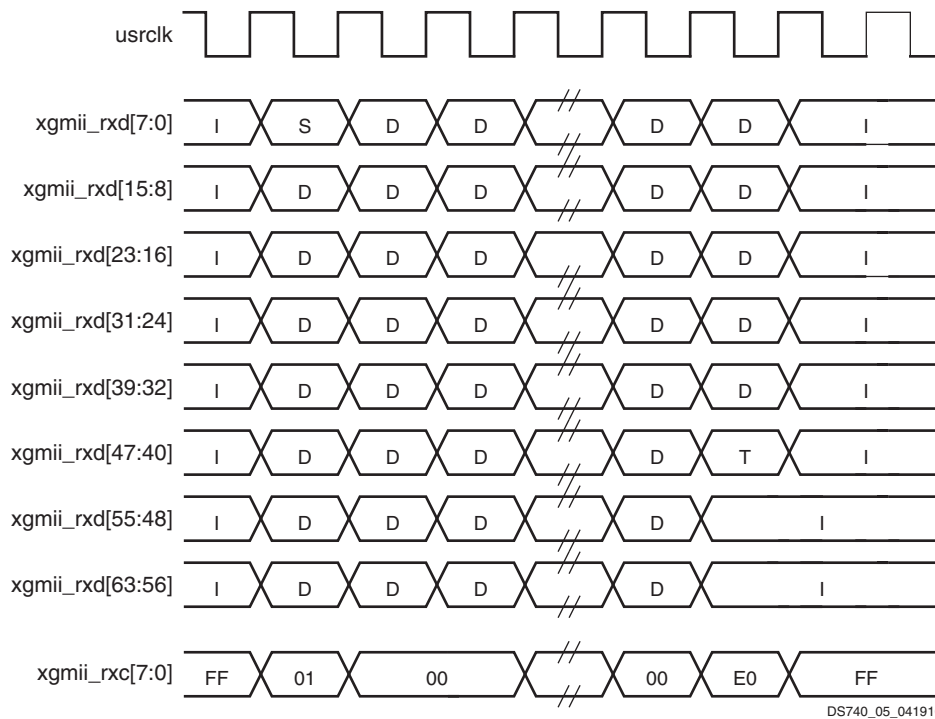 usrclk
xgmii_rxd[7:0] I S D D D D I
xgmii_rxd[15:8] I D D D D D I
xgmii_rxd[23:16] I D D D D D I
xgmii_rxd[31:24] I D D D D D I
xgmii_rxd[39:32] I D D D D D I
xgmii_rxd[47:40] I D D D D T I
xgmii_rxd[55:48] I D D D D I
xgmii_rxd[63:56] I D D D D I
xgmii_rxc[7:0] FF 01 00 00 E0 FF
DS740_05_04191